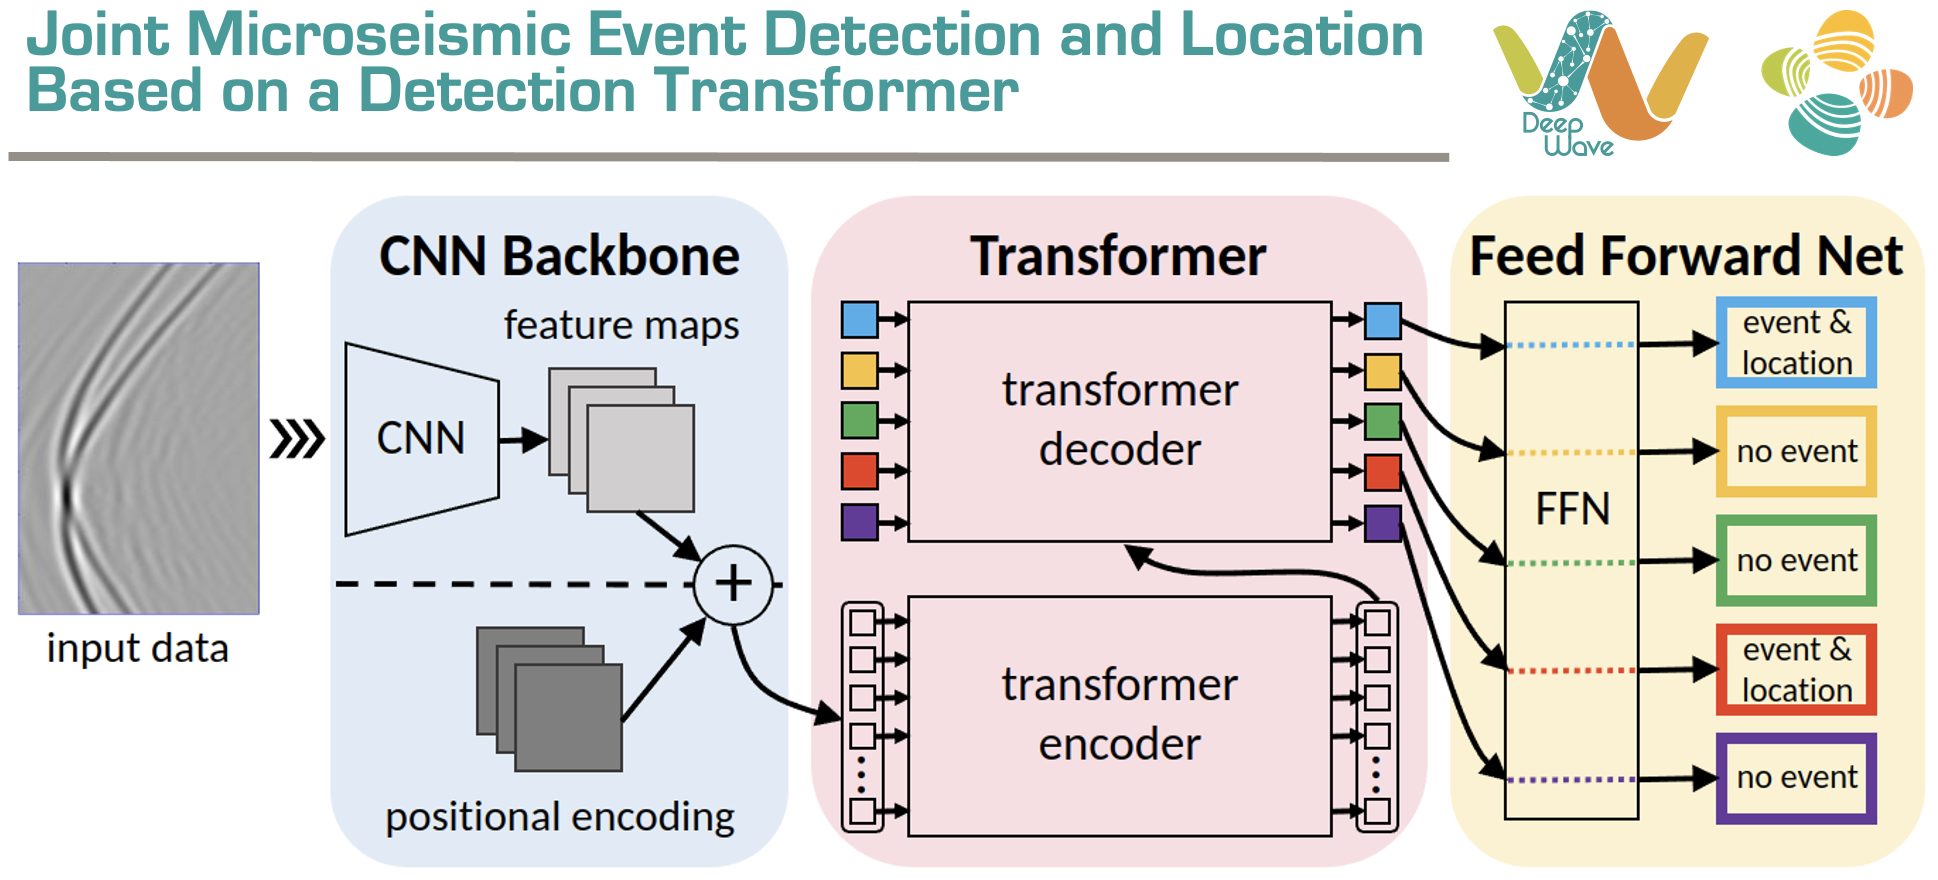 Joint Microseismic Event Detection and Location
Based on a Detection Transformer
Deep
Wave
CNN Backbone
feature maps
CNN
+
positional encoding
input data
Transformer
transformer
decoder
transformer
encoder
Feed Forward Net
FFN
event &
location
no event
no event
event &
location
no event